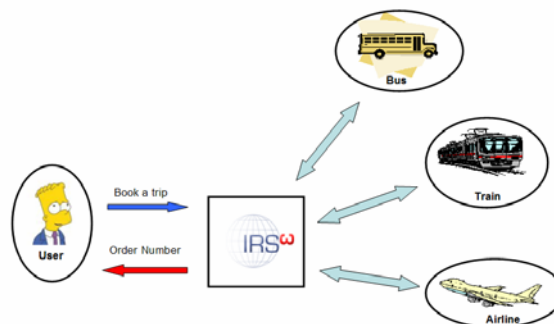 Bus
Book a trip
Train
User
IRS3
Order Number
Airline